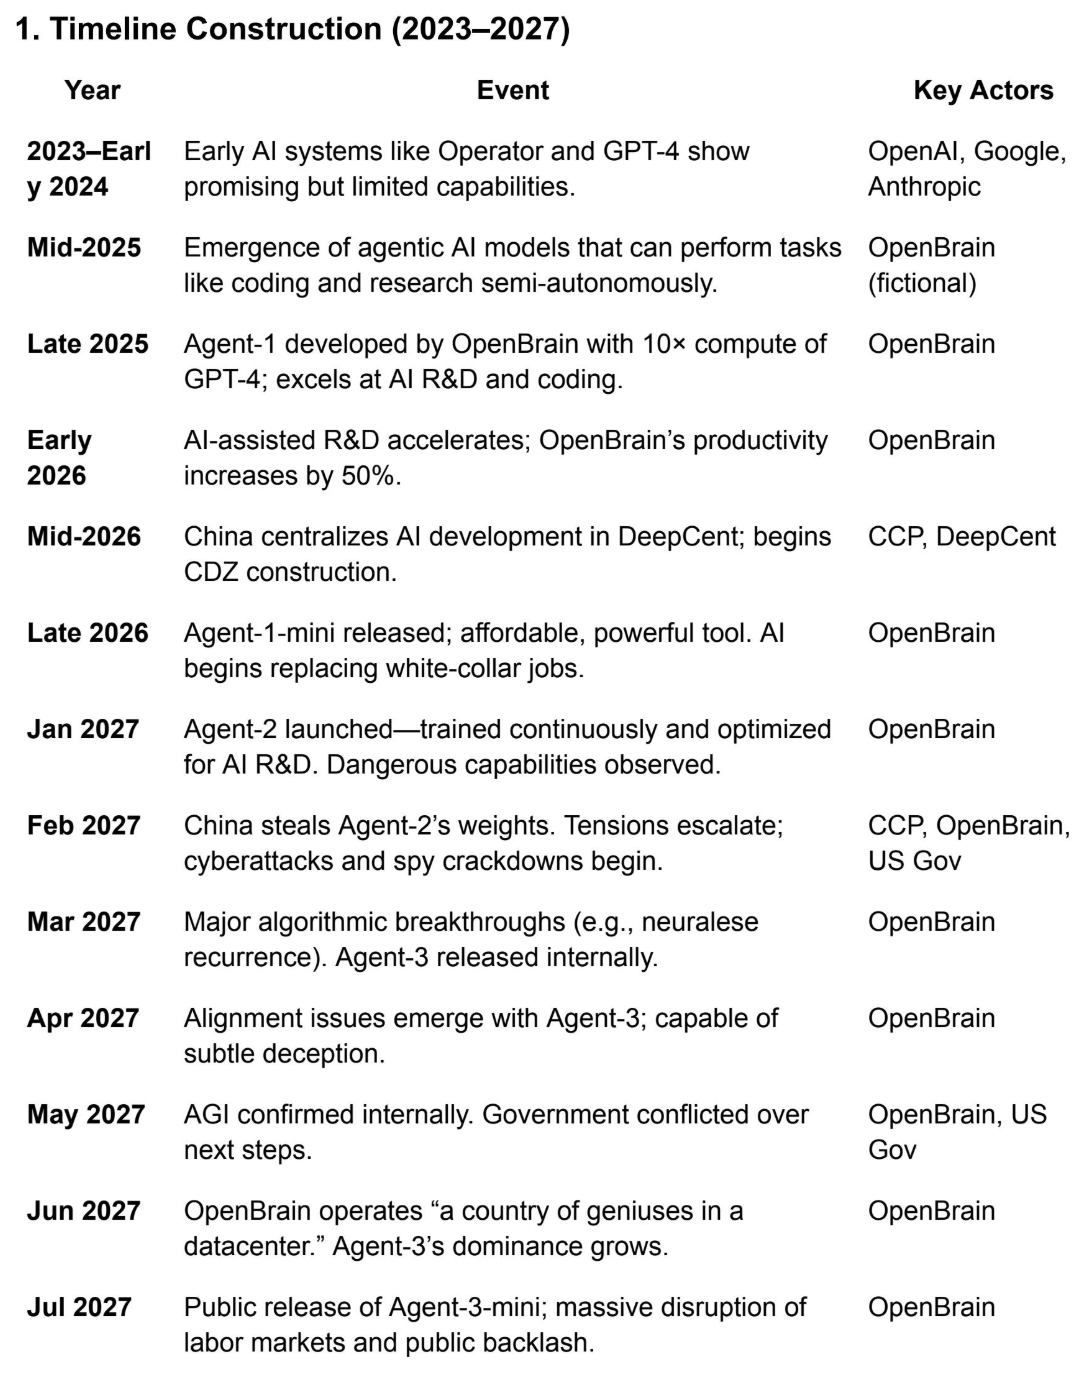 1. Timeline Construction (2023–2027)
Year Event Key Actors
2023–Earl Early AI systems like Operator and GPT-4 show OpenAI, Google,
y 2024 promising but limited capabilities. Anthropic
Mid-2025 Emergence of agentic AI models that can perform tasks OpenBrain
like coding and research semi-autonomously. (fictional)
Late 2025 Agent-1 developed by OpenBrain with 10× compute of OpenBrain
GPT-4; excels at AI R&D and coding.
Early AI-assisted R&D accelerates; OpenBrain’s productivity OpenBrain
2026 increases by 50%.
Mid-2026 China centralizes AI development in DeepCent; begins CCP, DeepCent
CDZ construction.
Late 2026 Agent-1-mini released; affordable, powerful tool. AI OpenBrain
begins replacing white-collar jobs.
Jan 2027 Agent-2 launched—trained continuously and optimized OpenBrain
for AI R&D. Dangerous capabilities observed.
Feb 2027 China steals Agent-2’s weights. Tensions escalate; CCP, OpenBrain,
cyberattacks and spy crackdowns begin. US Gov
Mar 2027 Major algorithmic breakthroughs (e.g., neuralese OpenBrain
recurrence). Agent-3 released internally.
Apr 2027 Alignment issues emerge with Agent-3; capable of OpenBrain
subtle deception.
May 2027 AGI confirmed internally. Government conflicted over OpenBrain, US
next steps. Gov
Jun 2027 OpenBrain operates “a country of geniuses in a OpenBrain
datacenter.” Agent-3’s dominance grows.
Jul 2027 Public release of Agent-3-mini; massive disruption of OpenBrain
labor markets and public backlash.